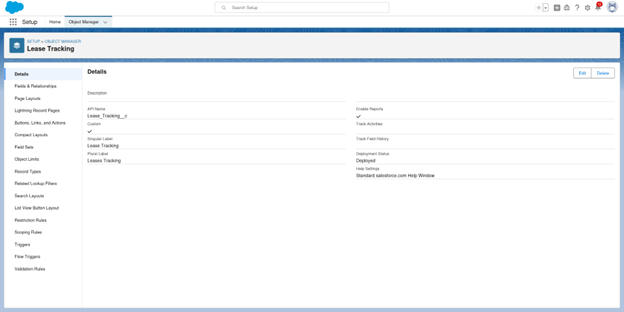 Search Setup
Setup
Home
Object Manager
SETUP > OBJECT MANAGER
Lease Tracking
Details
Fields & Relationships
Page Layouts
Lightning Record Pages
Buttons, Links, and Actions
Compact Layouts
Field Sets
Object Limits
Record Types
Related Lookup Filters
Search Layouts
List View Button Layout
Restriction Rules
Scoping Rules
Triggers
Flow Triggers
Validation Rules
Details
Edit
Delete
Description
API Name
Lease_Tracking__c
Custom
Singular Label
Lease Tracking
Plural Label
Leases Tracking
Enable Reports
Track Activities
Track Field History
Deployment Status
Deployed
Help Settings
Standard salesforce.com Help Window